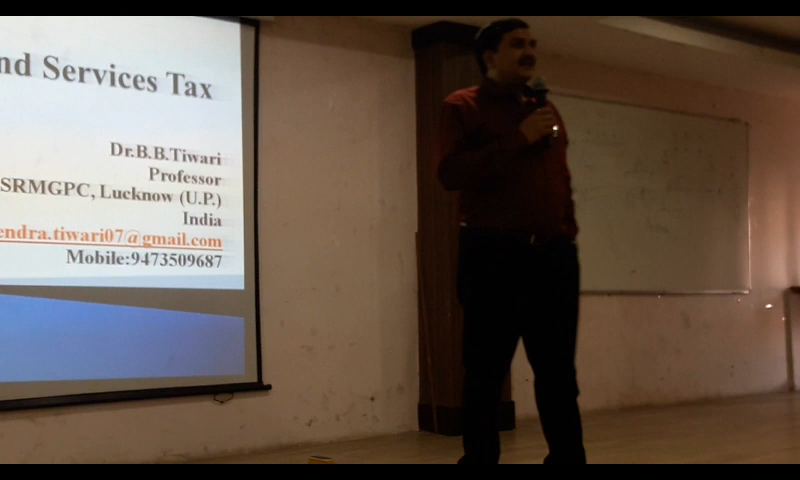 nd Services Tax
Dr.B.B.Tiwari
Professor
SRMGPC, Lucknow (U.P.)
India
endra.tiwari07@gmail.com
Mobile:9473509687